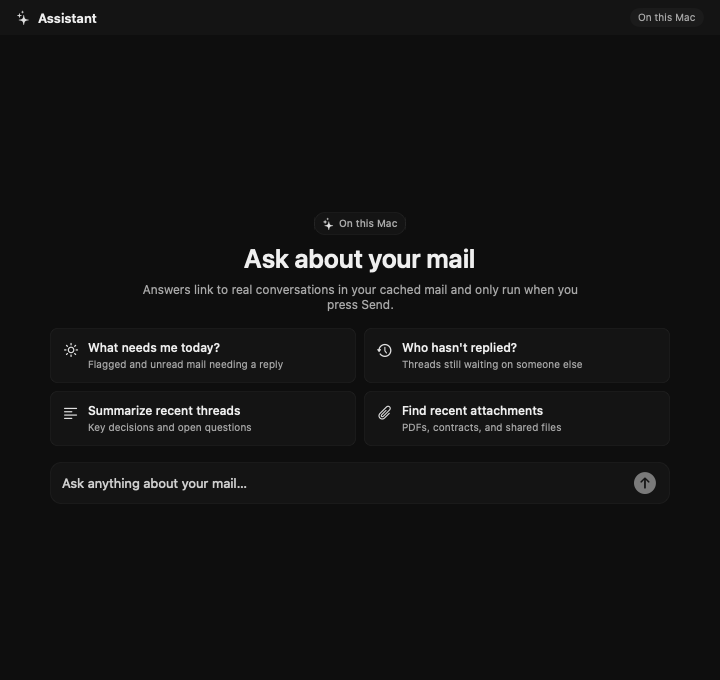 Assistant
On this Mac
On this Mac
Ask about your mail
Answers link to real conversations in your cached mail and only run when you
press Send.
What needs me today?
Flagged and unread mail needing a reply
Who hasn't replied?
Threads still waiting on someone else
Summarize recent threads
Key decisions and open questions
Find recent attachments
PDFs, contracts, and shared files
Ask anything about your mail...